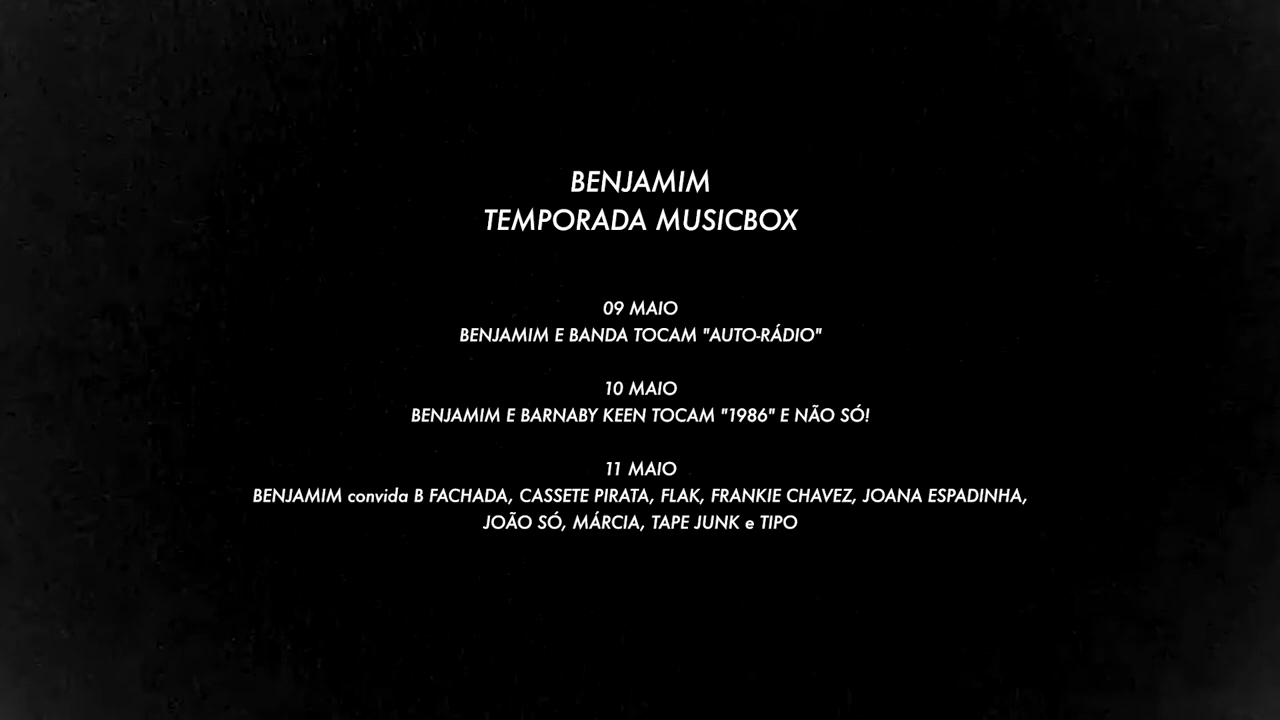 BENJAMIM
TEMPORADA MUSICBOX
09 MAIO
BENJAMIM E BANDA TOCAM "AUTO-RÁDIO"
10 MAIO
BENJAMIM E BARNABY KEEN TOCAM "1986" E NÃO SÓ!
11 MAIO
BENJAMIM convida B FACHADA, CASSETE PIRATA, FLAK, FRANKIE CHAVEZ, JOANA ESPADINHA,
JOÃO SÓ, MÁRCIA, TAPE JUNK e TIPO